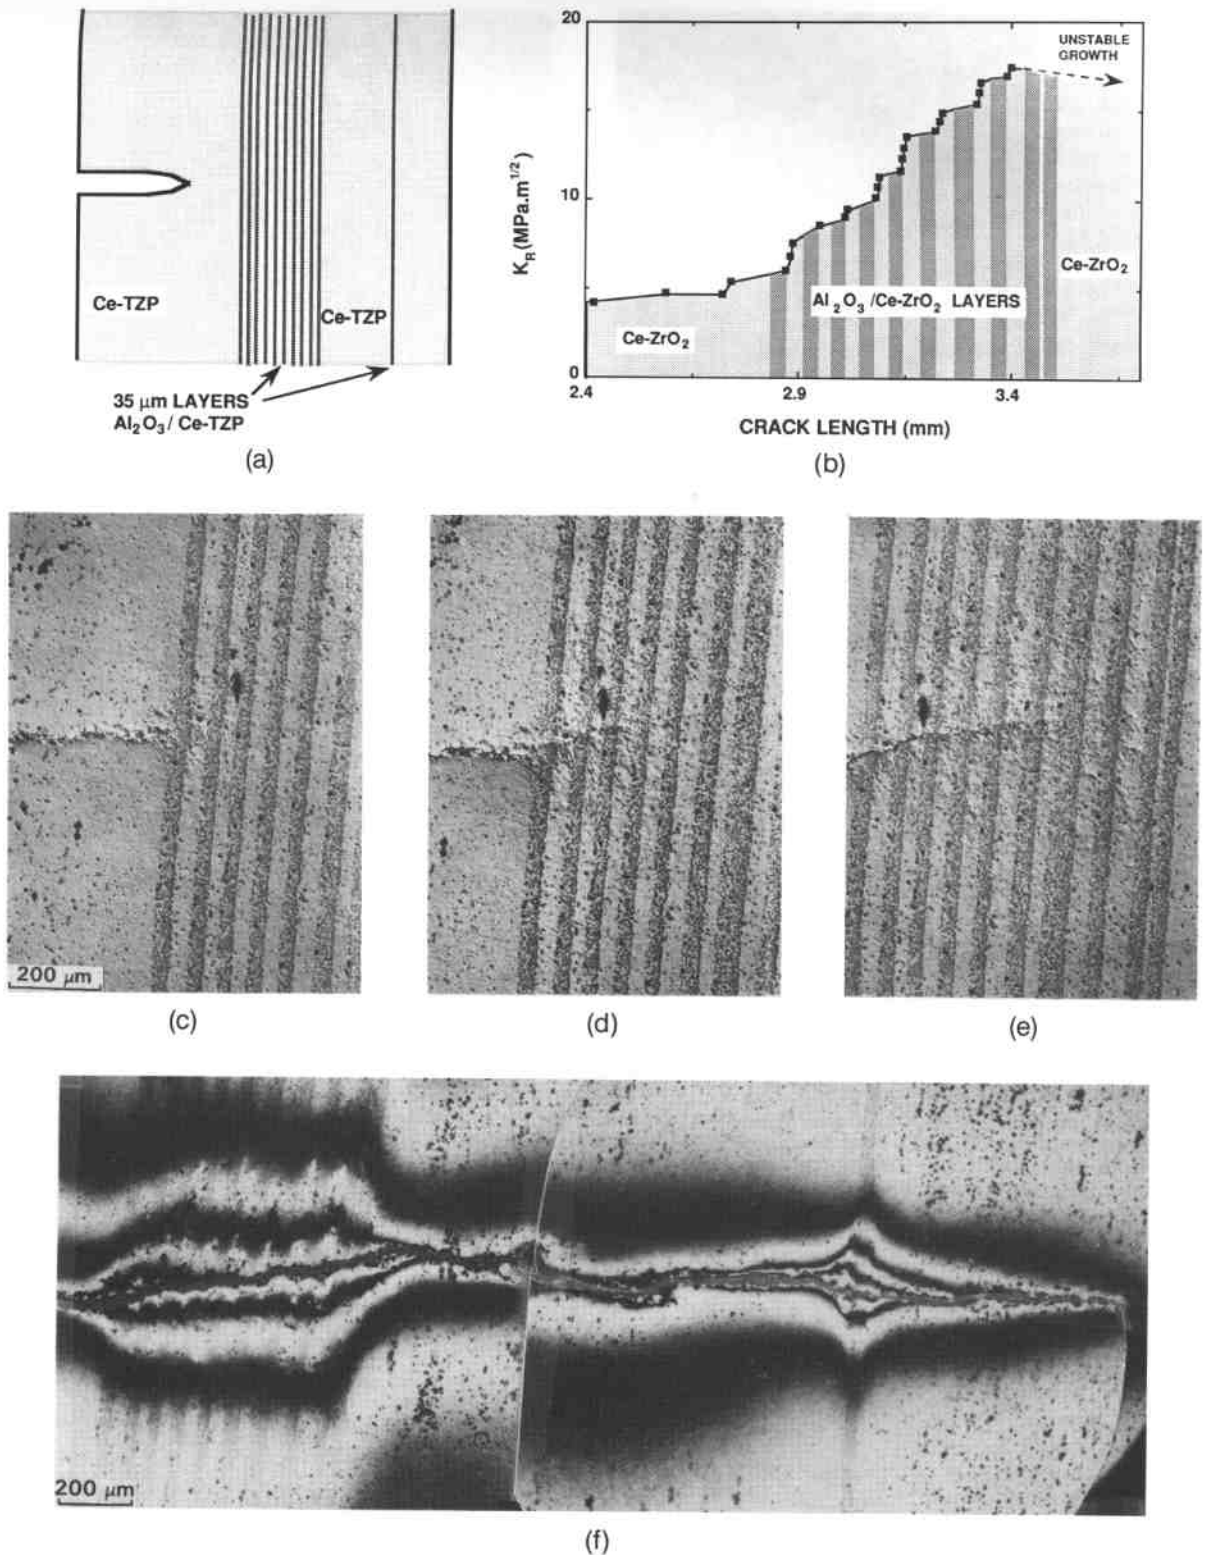 Ce-TZP
Ce-TZP
35 μm LAYERS
Al₂O₃ / Ce-TZP
(a)
20
10
0
K_R (MPa.m^1/2)
UNSTABLE
GROWTH
Ce-ZrO₂
Al₂O₃ /Ce-ZrO₂ LAYERS
Ce-ZrO₂
2.4
2.9
3.4
CRACK LENGTH (mm)
(b)
200 μm
(c)
(d)
(e)
200 μm
(f)